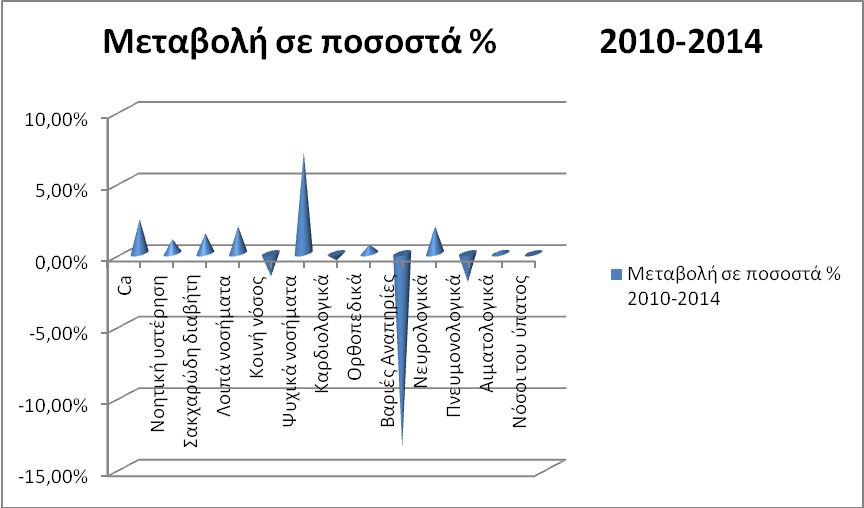 Μεταβολή σε ποσοστά % 2010-2014
10,00%
5,00%
0,00%
-5,00%
-10,00%
-15,00%
Ca
Νοητική υστέρηση
Σακχαρώδη διαβήτη
Λοιπά νοσήματα
Κοινή νόσος
Ψυχικά νοσήματα
Καρδιολογικά
Ορθοπεδικά
Βαριές Αναπηρίες
Νευρολογικά
Πνευμονολογικά
Αιματολογικά
Νόσοι του ύπατος
Μεταβολή σε ποσοστά %
2010-2014